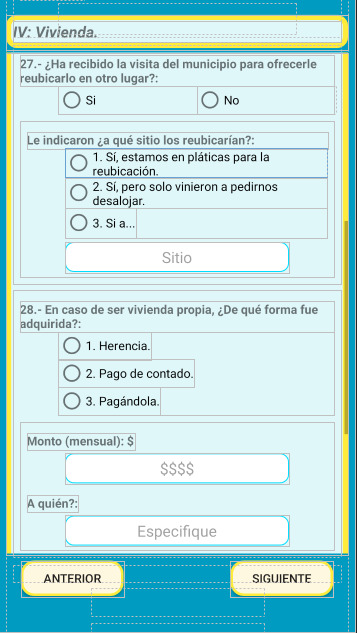 IV: Vivienda.
27.- ¿Ha recibido la visita del municipio para ofrecerle
reubicarlo en otro lugar?:
Si
No
Le indicaron ¿a qué sitio los reubicarían?:
1. Sí, estamos en pláticas para la
reubicación.
2. Sí, pero solo vinieron a pedirnos
desalojar.
3. Si a...
Sitio
28.- En caso de ser vivienda propia, ¿De qué forma fue
adquirida?:
1. Herencia.
2. Pago de contado.
3. Pagándola.
Monto (mensual): $
$$$$
A quién?:
Especifique
ANTERIOR
SIGUIENTE